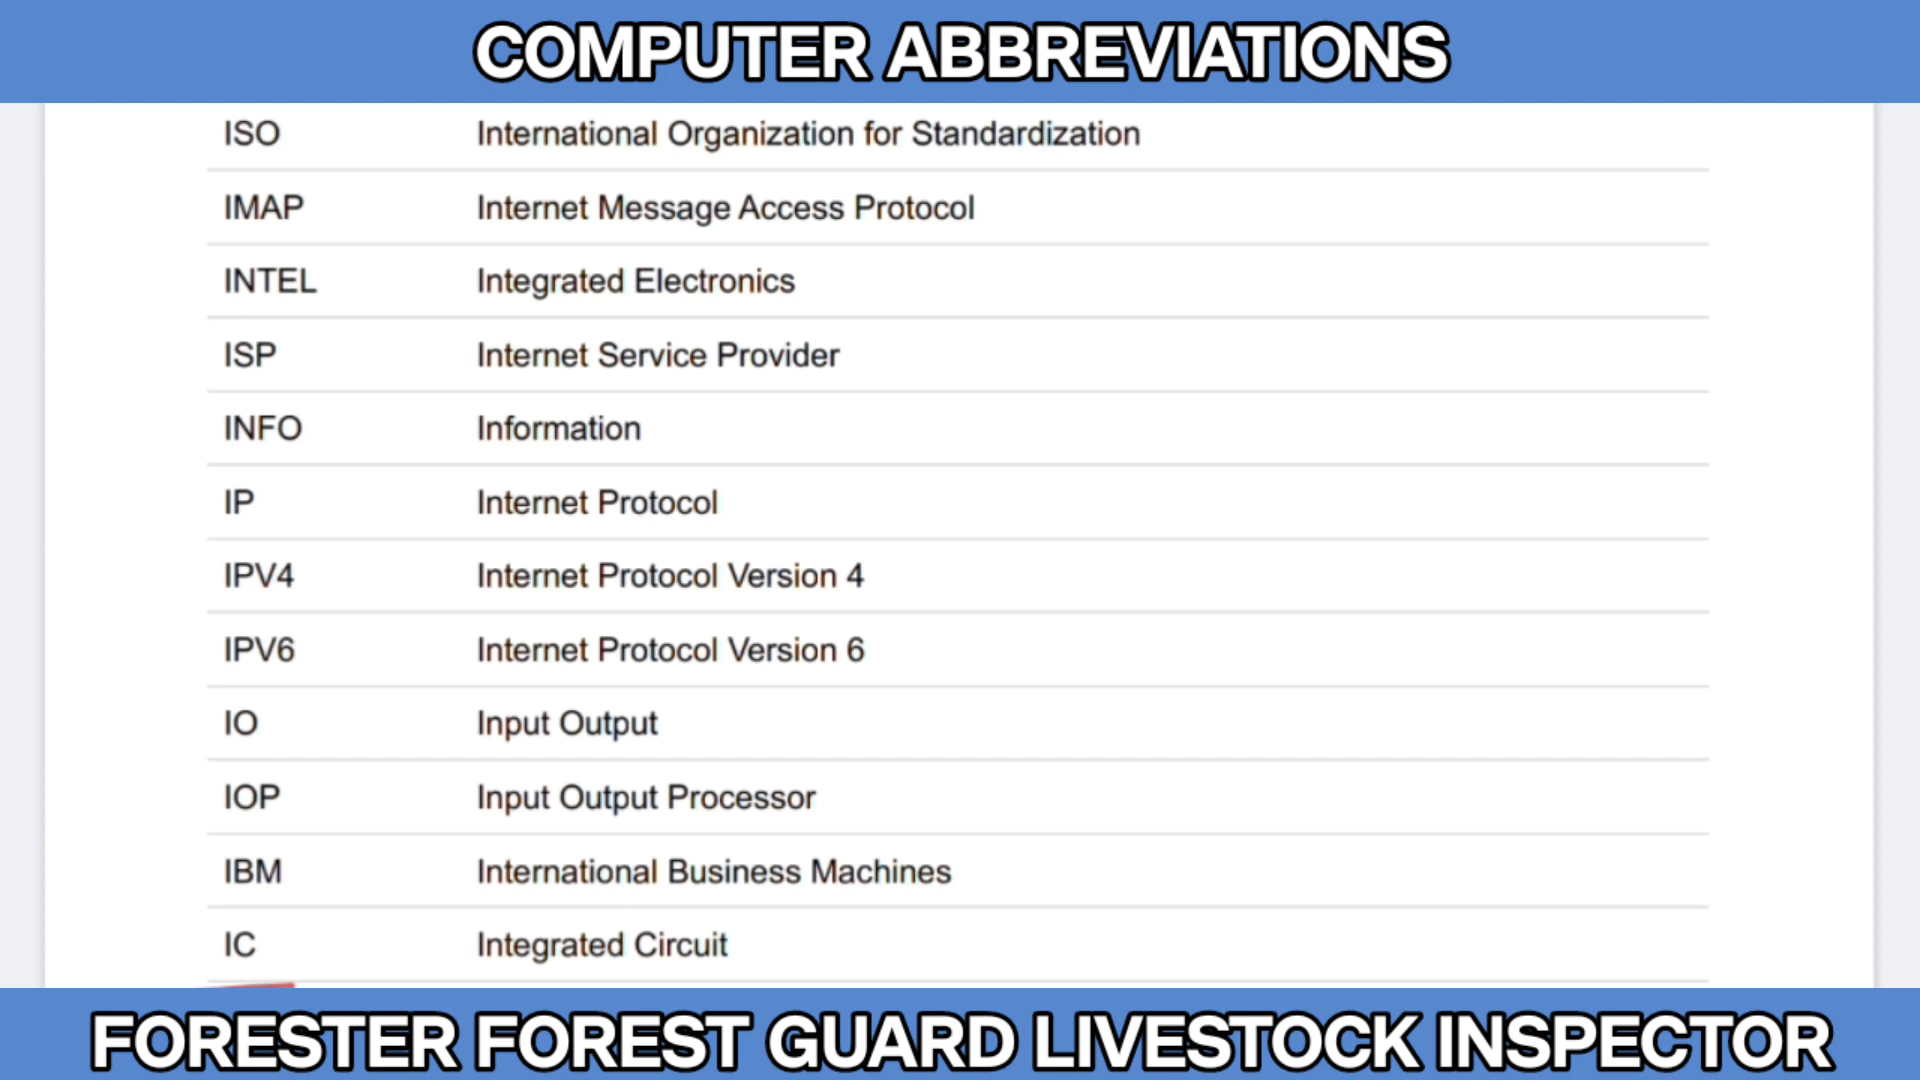 COMPUTER ABBREVIATIONS
ISO International Organization for Standardization
IMAP Internet Message Access Protocol
INTEL Integrated Electronics
ISP Internet Service Provider
INFO Information
IP Internet Protocol
IPV4 Internet Protocol Version 4
IPV6 Internet Protocol Version 6
IO Input Output
IOP Input Output Processor
IBM International Business Machines
IC Integrated Circuit
FORESTER FOREST GUARD LIVESTOCK INSPECTOR